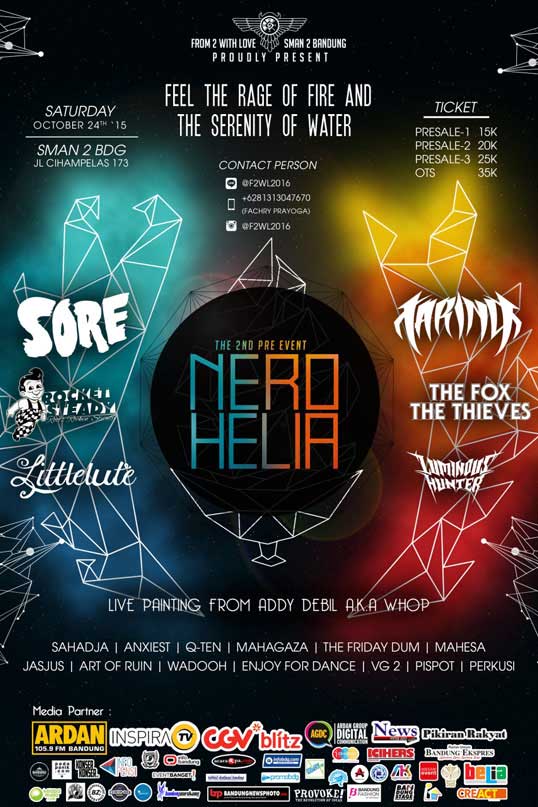 FROM 2 WITH LOVE SMAN 2 BANDUNG
PROUDLY PRESENT
FEEL THE RAGE OF FIRE AND
THE SERENITY OF WATER
SATURDAY
OCTOBER 24TH '15
SMAN 2 BDG
JL CIHAMPELAS 173
TICKET
PRESALE-1 15K
PRESALE-2 20K
PRESALE-3 25K
OTS 35K
CONTACT PERSON
@F2WL2016
+6281313047670
(FACHRY PRAYOGA)
@F2WL2016
SORE
ROCKET
STEADY
Littlelute
THE 2ND PRE EVENT
NERO
HELIA
THE FOX
THE THIEVES
LUMINOUS
HUNTER
LIVE PAINTING FROM ADDY DEBIL A.K.A WHOP
SAHADJA | ANXIEST | Q-TEN | MAHAGAZA | THE FRIDAY DUM | MAHESA
JASJUS | ART OF RUIN | WADOOH | ENJOY FOR DANCE | VG 2 | PISPOT | PERKUSI
Media Partner :
ARDAN
105.9 FM BANDUNG
INSPIRA TV
CGV blitz
AGDC
ARDAN GROUP
DIGITAL
COMMUNICATION
News
Pikiran Rakyat
ICIHERS
BANDUNG EKSPRES
EVENTBANGET
BANDUNGNEWSPHOTO
PROVOKE!
BANDUNG
FASHION
belia
CREACT